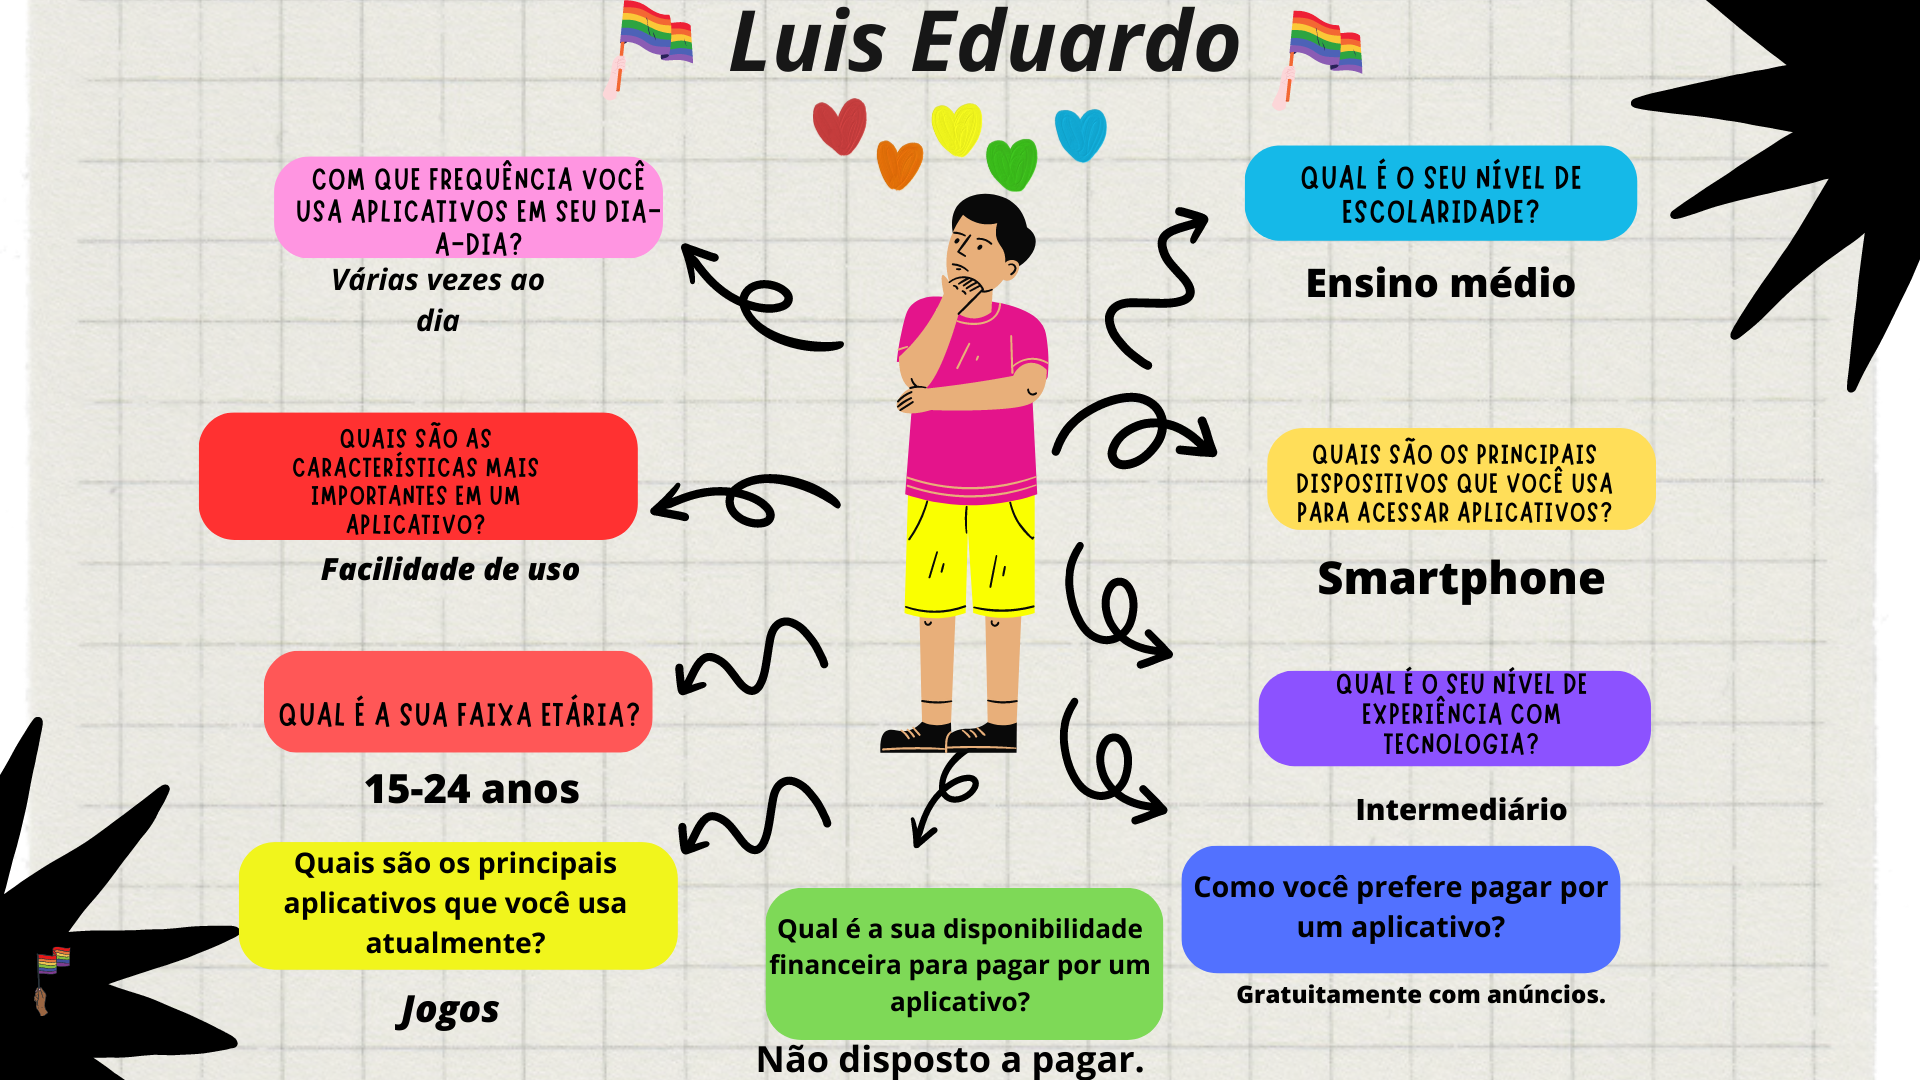 Luis Eduardo
COM QUE FREQUÊNCIA VOCÊ
USA APLICATIVOS EM SEU DIA-
A-DIA?
Várias vezes ao
dia
QUAIS SÃO AS
CARACTERÍSTICAS MAIS
IMPORTANTES EM UM
APLICATIVO?
Facilidade de uso
QUAL É A SUA FAIXA ETÁRIA?
15-24 anos
Quais são os principais
aplicativos que você usa
atualmente?
Jogos
Qual é a sua disponibilidade
financeira para pagar por um
aplicativo?
Não disposto a pagar.
QUAL É O SEU NÍVEL DE
ESCOLARIDADE?
Ensino médio
QUAIS SÃO OS PRINCIPAIS
DISPOSITIVOS QUE VOCÊ USA
PARA ACESSAR APLICATIVOS?
Smartphone
QUAL É O SEU NÍVEL DE
EXPERIÊNCIA COM
TECNOLOGIA?
Intermediário
Como você prefere pagar por
um aplicativo?
Gratuitamente com anúncios.